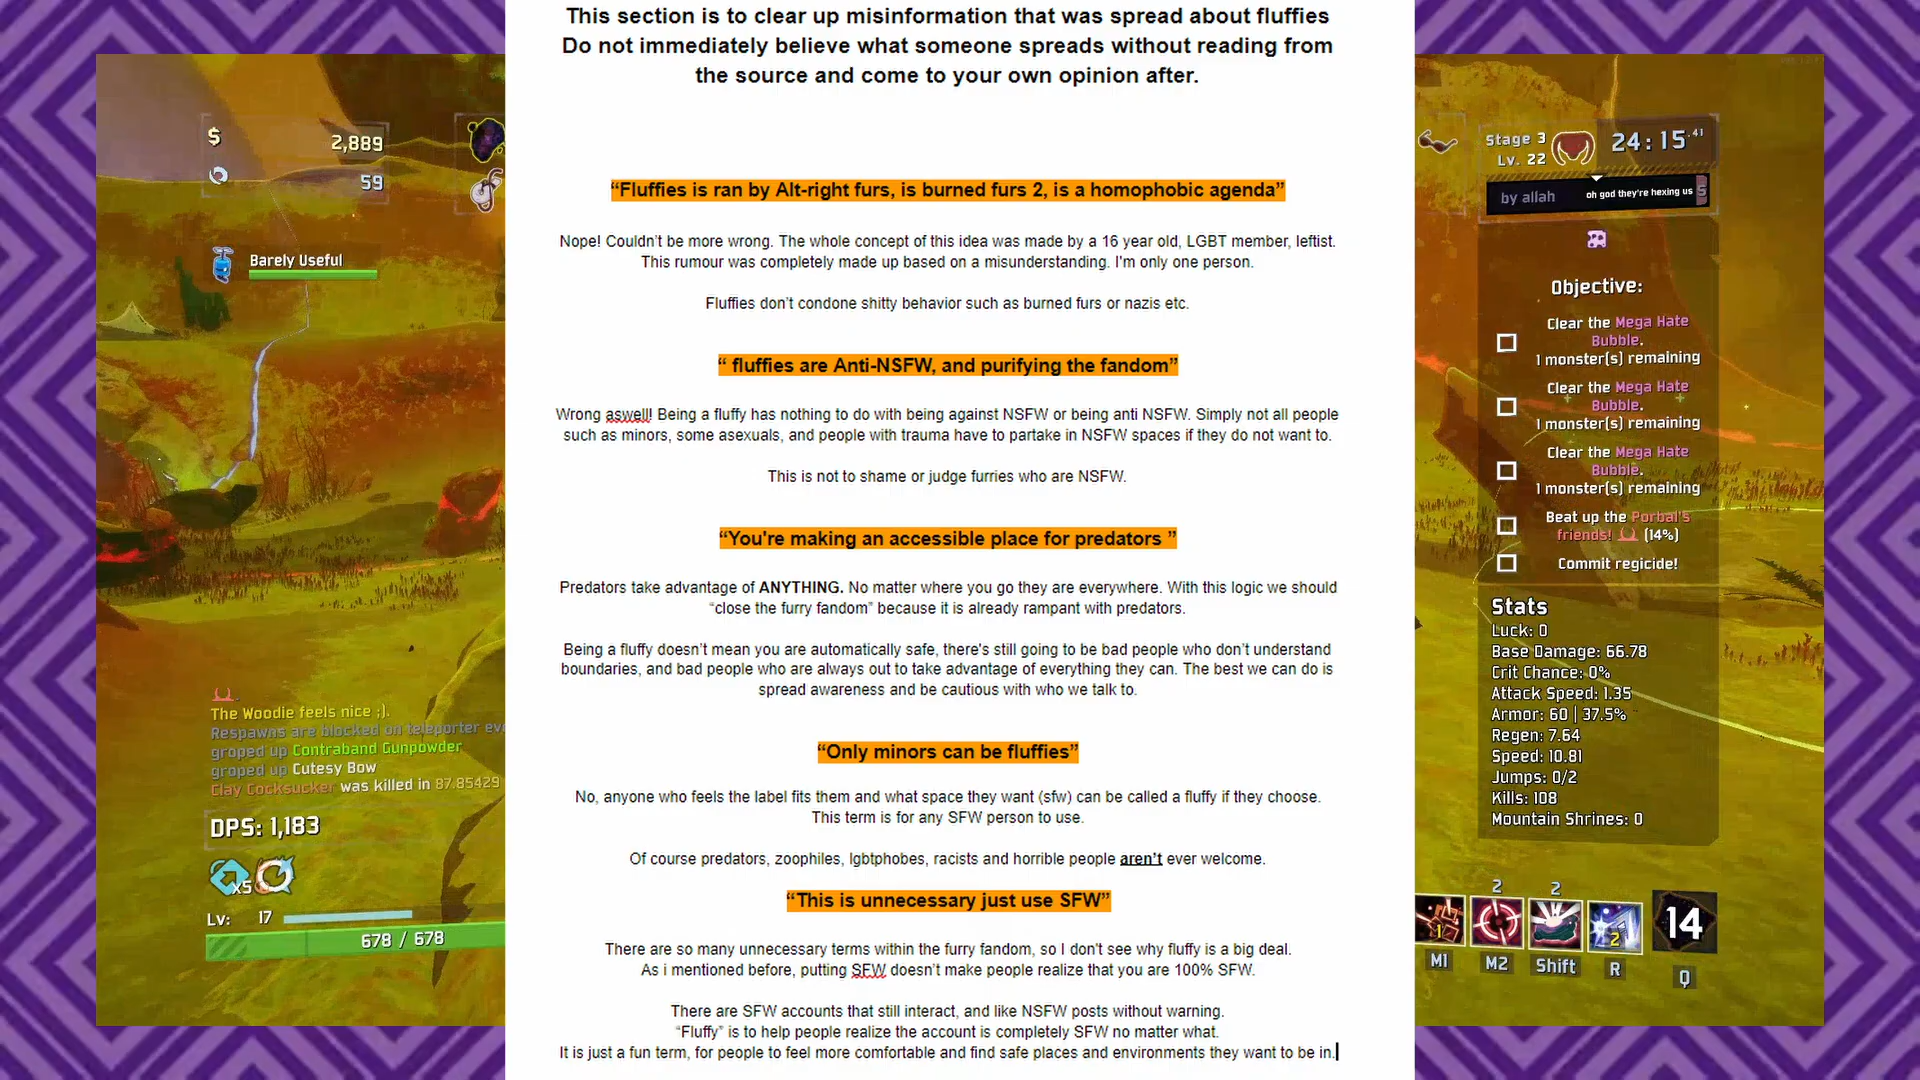 This section is to clear up misinformation that was spread about fluffies
Do not immediately believe what someone spreads without reading from
the source and come to your own opinion after.
“Fluffies is ran by Alt-right furs, is burned furs 2, is a homophobic agenda”
Nope! Couldn’t be more wrong. The whole concept of this idea was made by a 16 year old, LGBT member, leftist.
This rumour was completely made up based on a misunderstanding. I'm only one person.
Fluffies don’t condone shitty behavior such as burned furs or nazis etc.
“ fluffies are Anti-NSFW, and purifying the fandom”
Wrong aswell! Being a fluffy has nothing to do with being against NSFW or being anti NSFW. Simply not all people
such as minors, some asexuals, and people with trauma have to partake in NSFW spaces if they do not want to.
This is not to shame or judge furries who are NSFW.
“You're making an accessible place for predators ”
Predators take advantage of ANYTHING. No matter where you go they are everywhere. With this logic we should
“close the furry fandom” because it is already rampant with predators.
Being a fluffy doesn’t mean you are automatically safe, there's still going to be bad people who don’t understand
boundaries, and bad people who are always out to take advantage of everything they can. The best we can do is
spread awareness and be cautious with who we talk to.
“Only minors can be fluffies”
No, anyone who feels the label fits them and what space they want (sfw) can be called a fluffy if they choose.
This term is for any SFW person to use.
Of course predators, zoophiles, lgbtphobes, racists and horrible people aren’t ever welcome.
“This is unnecessary just use SFW”
There are so many unnecessary terms within the furry fandom, so I don't see why fluffy is a big deal.
As i mentioned before, putting SFW doesn’t make people realize that you are 100% SFW.
There are SFW accounts that still interact, and like NSFW posts without warning.
“Fluffy” is to help people realize the account is completely SFW no matter what.
It is just a fun term, for people to feel more comfortable and find safe places and environments they want to be in.
$ 2,889
59
Barely Useful
The Woodie feels nice ;).
Respawns are blocked on teleporter eve
groped up Contraband Gunpowder
groped up Cutesy Bow
Clay Cocksucker was killed in 87.85429
DPS: 1,183
x5
Lv: 17
678 / 678
Stage 3
Lv. 22
24:15.41
by allah
oh god they're hexing us
Objective:
Clear the Mega Hate
Bubble.
1 monster(s) remaining
Clear the Mega Hate
Bubble.
1 monster(s) remaining
Clear the Mega Hate
Bubble.
1 monster(s) remaining
Beat up the Porbal's
friends! (14%)
Commit regicide!
Stats
Luck: 0
Base Damage: 66.78
Crit Chance: 0%
Attack Speed: 1.35
Armor: 60 | 37.5%
Regen: 7.64
Speed: 10.81
Jumps: 0/2
Kills: 108
Mountain Shrines: 0
2 2
1 2 14
M1 M2 Shift R Q